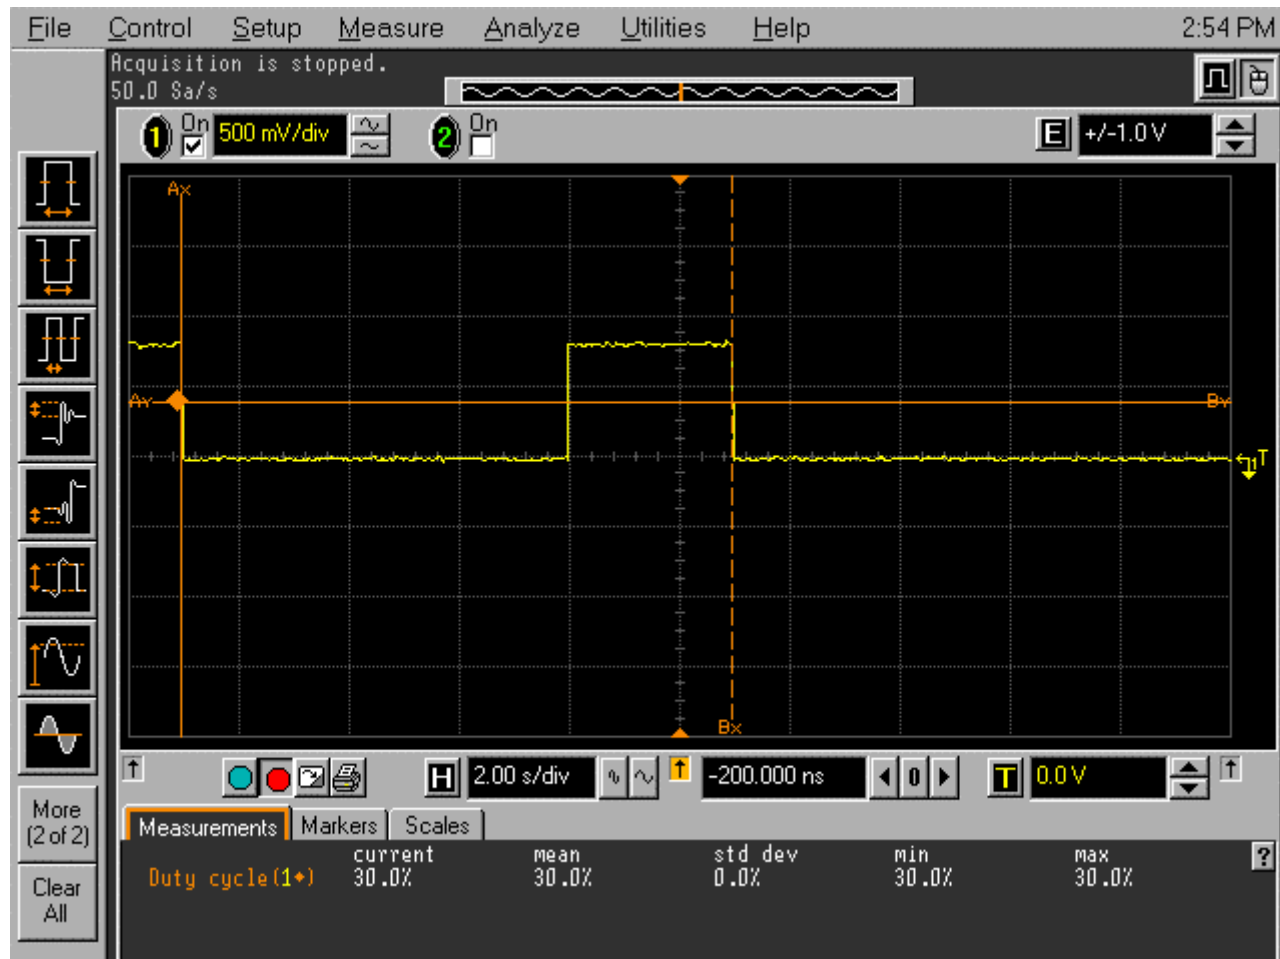 File Control Setup Measure Analyze Utilities Help 2:54 PM
Acquisition is stopped.
50.0 Sa/s
1 On 500 mV/div 2 On E +/-1.0 V
Ax
Ay By
1 T
Bx
H 2.00 s/div -200.000 ns 0 T 0.0 V
More
(2 of 2)
Clear
All
Measurements Markers Scales
current mean std dev min max ?
Duty cycle(1◆) 30.0% 30.0% 0.0% 30.0% 30.0%